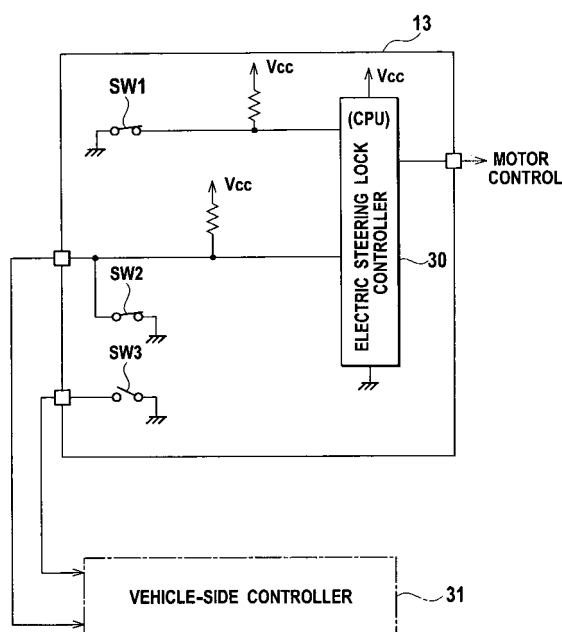 13
Vcc
Vcc
SW1
(CPU)
ELECTRIC STEERING LOCK
CONTROLLER
MOTOR
CONTROL
Vcc
30
SW2
SW3
VEHICLE-SIDE CONTROLLER
31